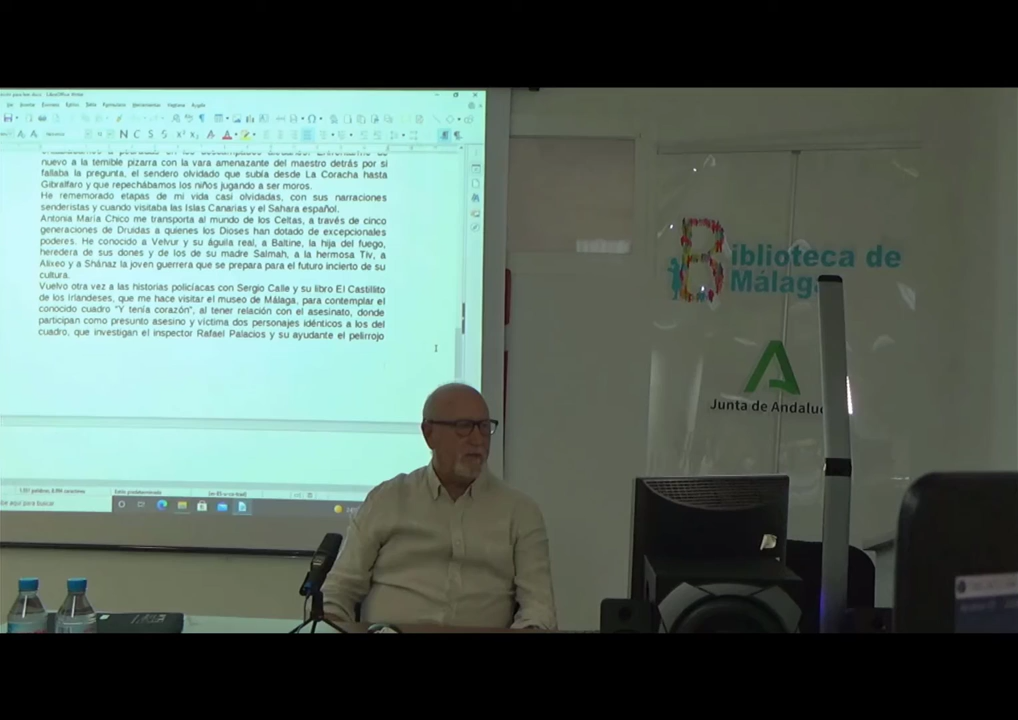 LibreOffice Writer
nuevo a la temible pizarra con la vara amenazante del maestro detrás por si
fallaba la pregunta, el sendero olvidado que subía desde La Coracha hasta
Gibralfaro y que repechábamos los niños jugando a ser moros.
He rememorado etapas de mi vida casi olvidadas, con sus narraciones
senderistas y cuando visitaba las Islas Canarias y el Sahara español.
Antonia María Chico me transporta al mundo de los Celtas, a través de cinco
generaciones de Druidas a quienes los Dioses han dotado de excepcionales
poderes. He conocido a Velvur y su águila real, a Baltine, la hija del fuego,
heredera de sus dones y de los de su madre Salmah, a la hermosa Tiv, a
Alixeo y a Shánaz la joven guerrera que se prepara para el futuro incierto de su
cultura.
Vuelvo otra vez a las historias policíacas con Sergio Calle y su libro El Castillito
de los Irlandeses, que me hace visitar el museo de Málaga, para contemplar el
conocido cuadro "Y tenía corazón", al tener relación con el asesinato, donde
participan como presunto asesino y víctima dos personajes idénticos a los del
cuadro, que investigan el inspector Rafael Palacios y su ayudante el pelirrojo
Biblioteca de
Málaga
Junta de Andaluc